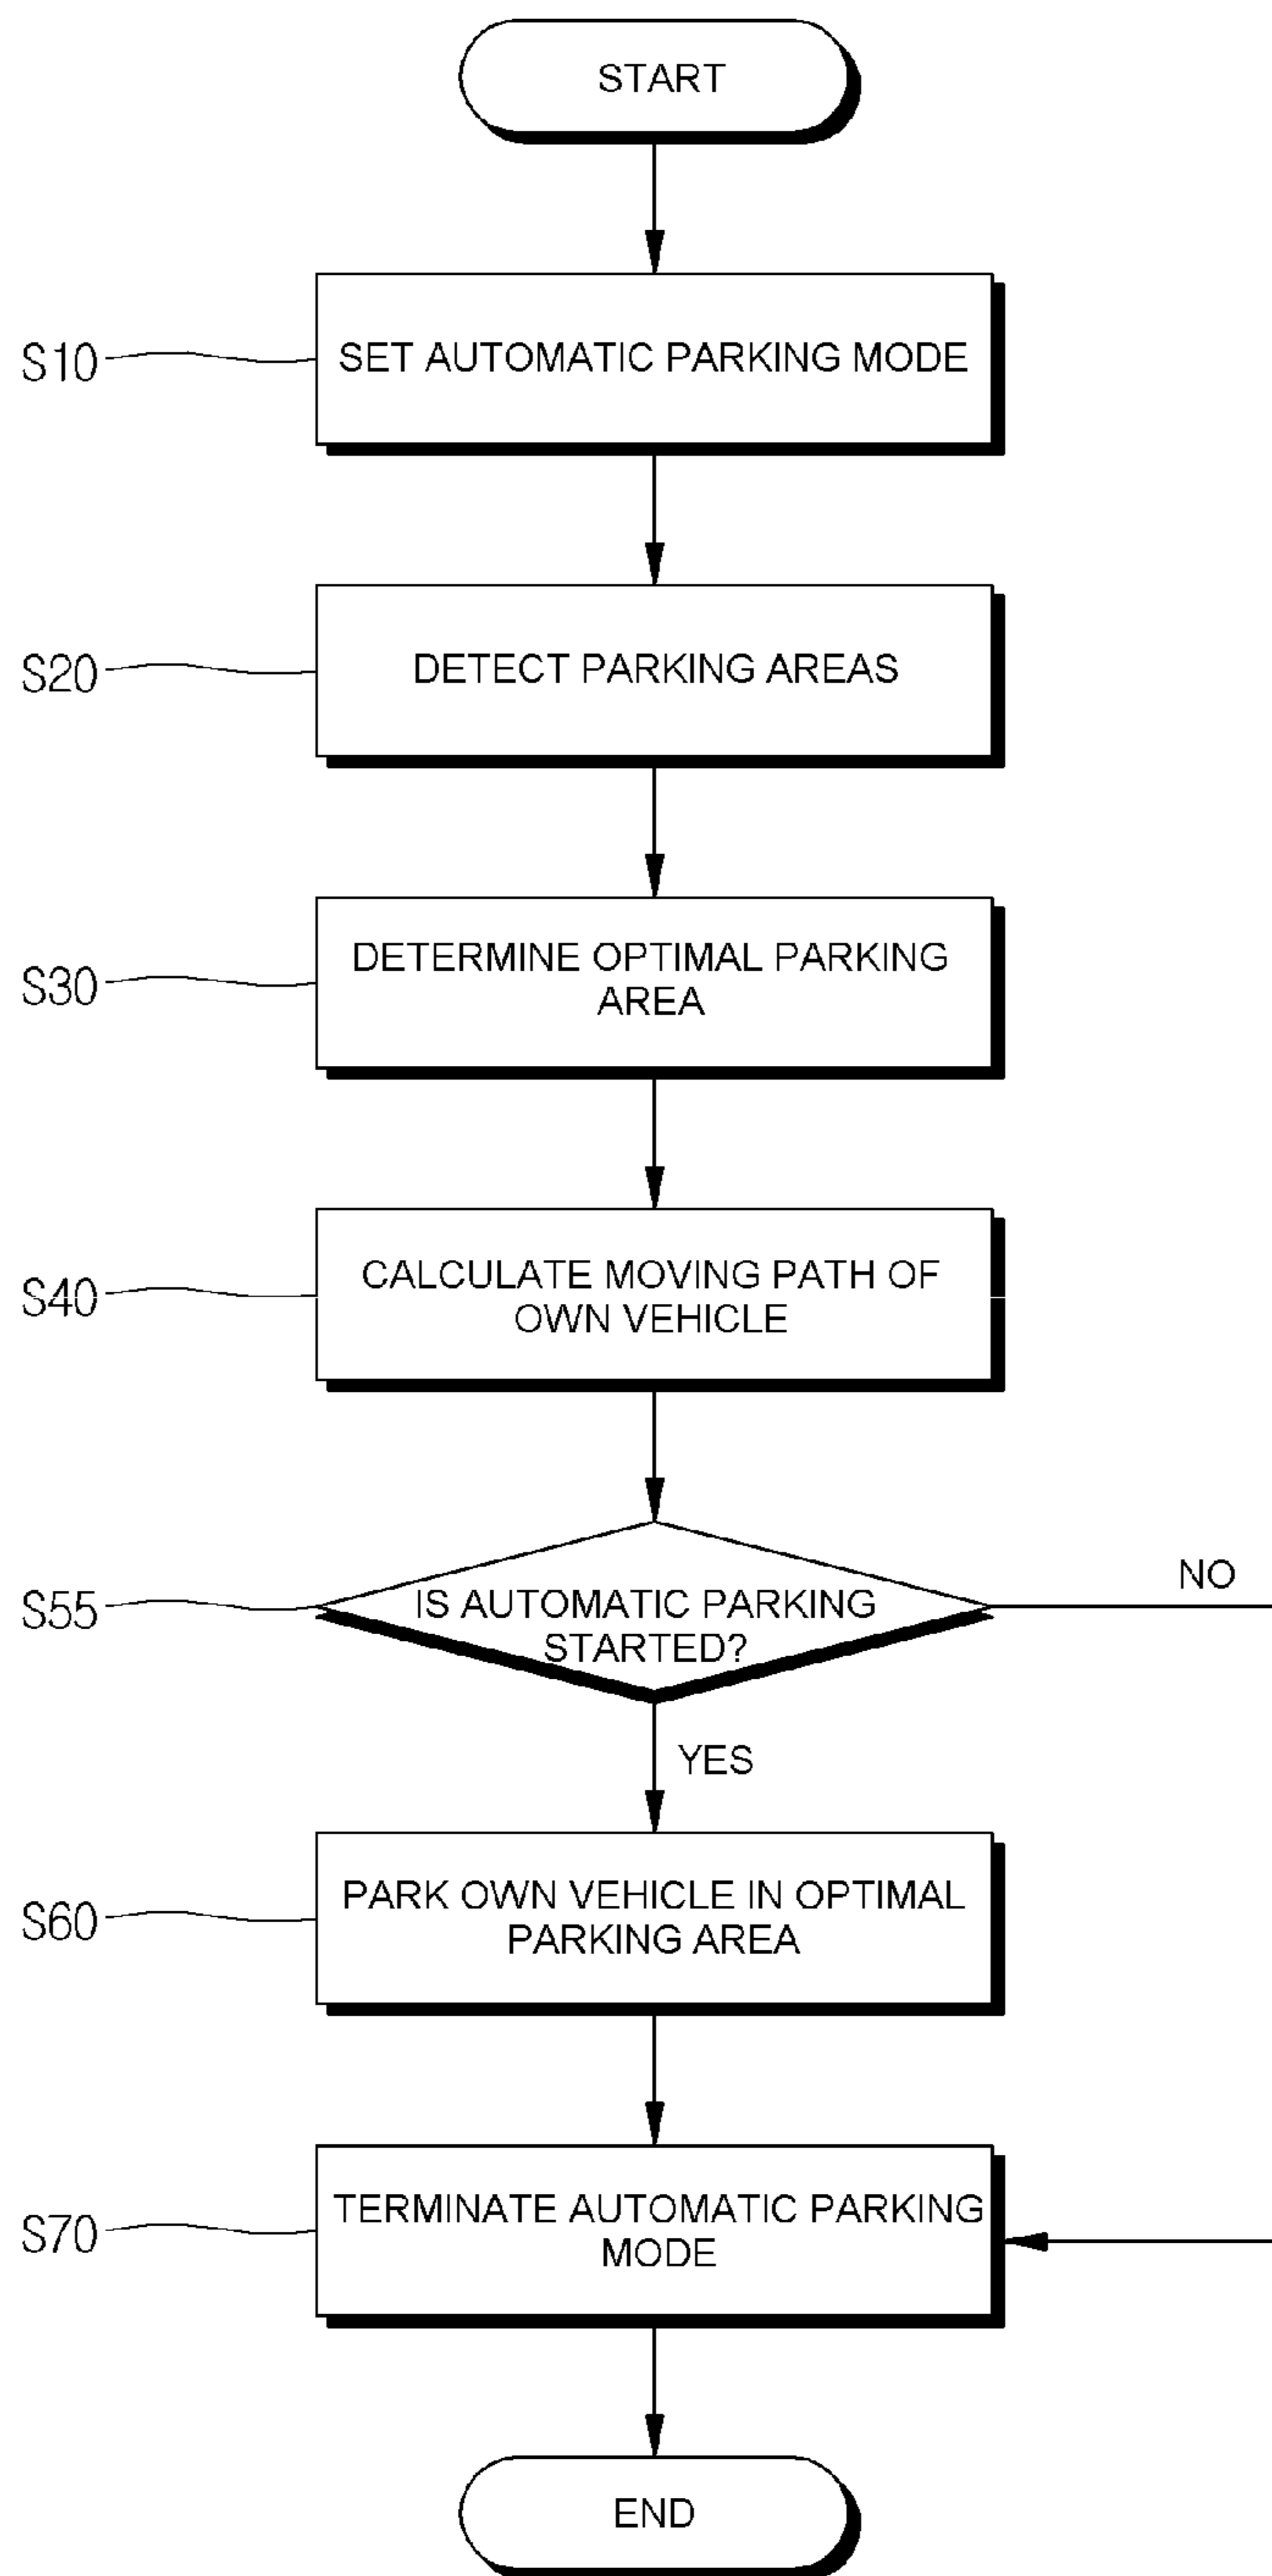 START
S10
SET AUTOMATIC PARKING MODE
S20
DETECT PARKING AREAS
S30
DETERMINE OPTIMAL PARKING
AREA
S40
CALCULATE MOVING PATH OF
OWN VEHICLE
S55
IS AUTOMATIC PARKING
STARTED?
NO
YES
S60
PARK OWN VEHICLE IN OPTIMAL
PARKING AREA
S70
TERMINATE AUTOMATIC PARKING
MODE
END